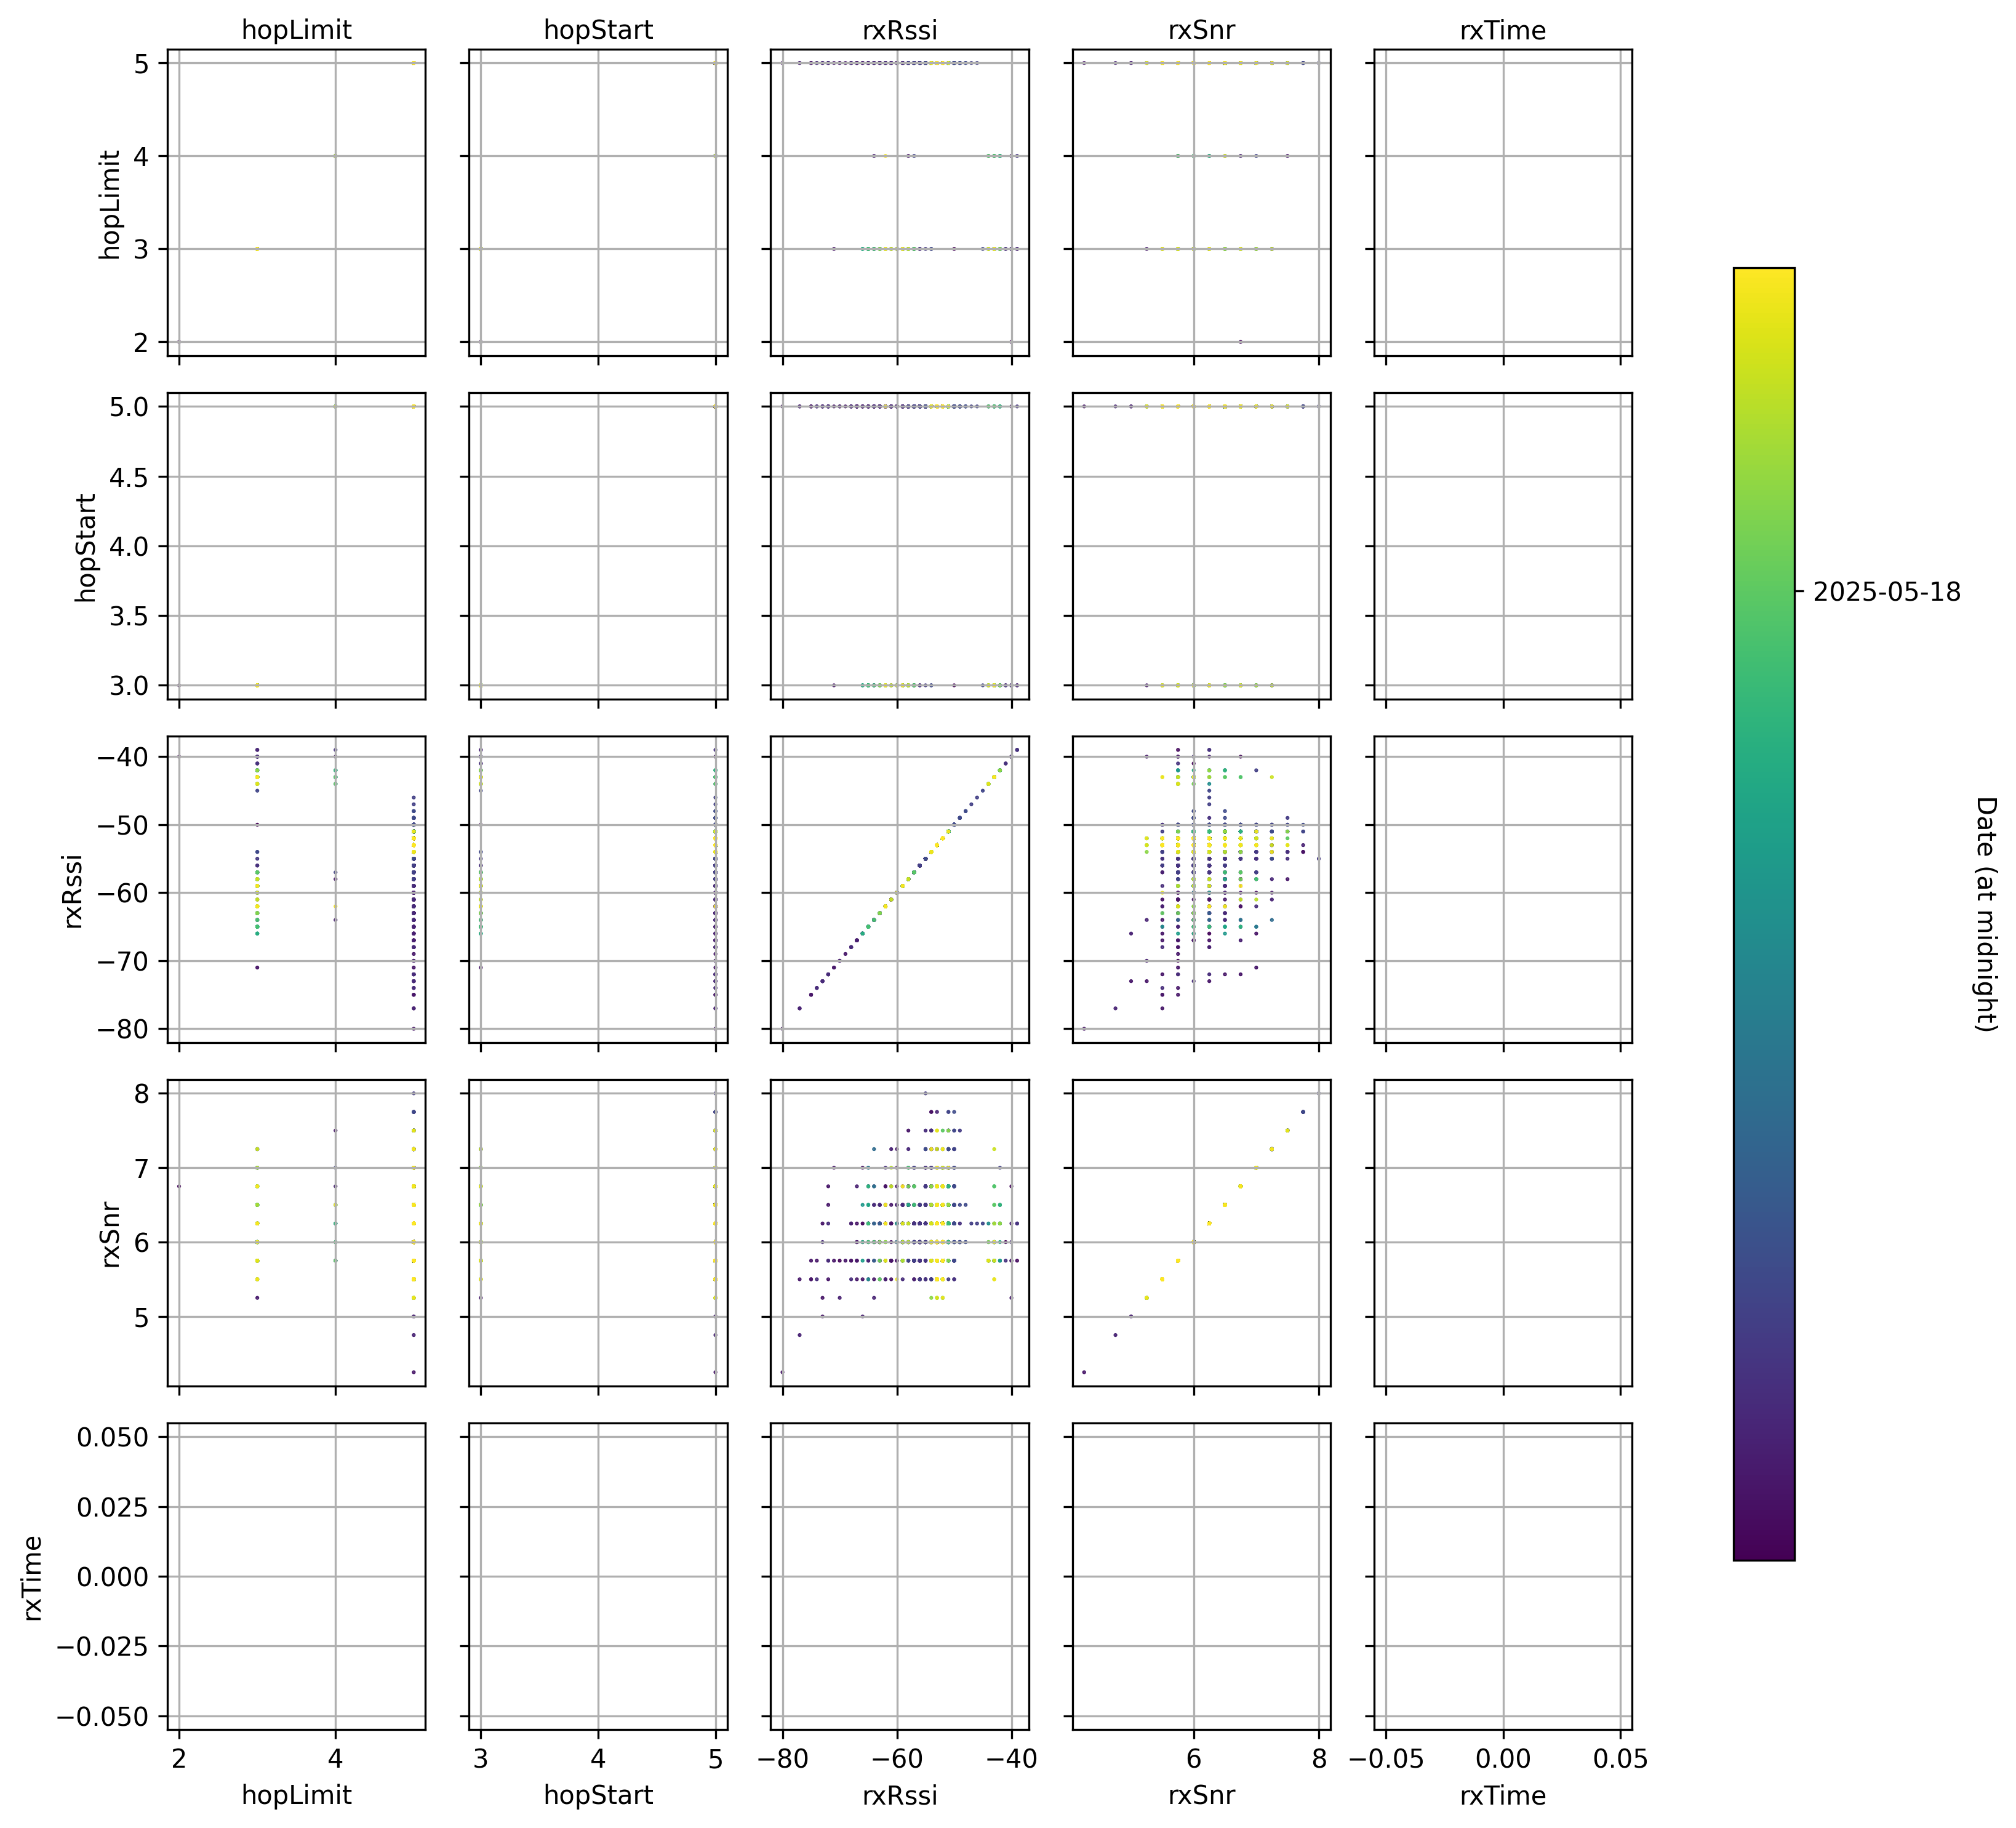 hopLimit hopStart rxRssi rxSnr rxTime
hopLimit
5
4
3
2
hopStart
5.0
4.5
4.0
3.5
3.0
rxRssi
−40
−50
−60
−70
−80
rxSnr
8
7
6
5
rxTime
0.050
0.025
0.000
−0.025
−0.050
2 4 3 4 5 −80 −60 −40 6 8 −0.05 0.00 0.05
hopLimit hopStart rxRssi rxSnr rxTime
2025-05-18
Date (at midnight)